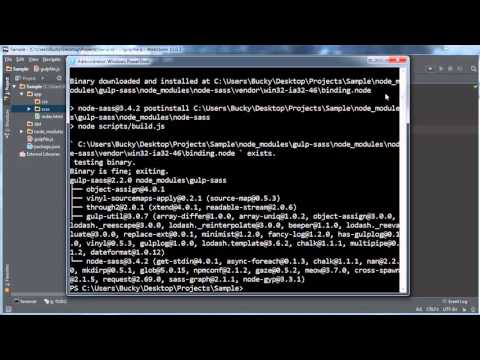 Sample - [C:\Users\Bucky\Desktop\Projects\Sample] - ...\gulpfile.js - WebStorm 11.0.3
Administrator: Windows PowerShell
Binary downloaded and installed at C:\Users\Bucky\Desktop\Projects\Sample\node_m
odules\gulp-sass\node_modules\node-sass\vendor\win32-ia32-46\binding.node
> node-sass@3.4.2 postinstall C:\Users\Bucky\Desktop\Projects\Sample\node_module
s\gulp-sass\node_modules\node-sass
> node scripts/build.js
` C:\Users\Bucky\Desktop\Projects\Sample\node_modules\gulp-sass\node_modules\nod
e-sass\vendor\win32-ia32-46\binding.node ` exists.
testing binary.
Binary is fine; exiting.
gulp-sass@2.2.0 node_modules\gulp-sass
├── object-assign@4.0.1
├── vinyl-sourcemaps-apply@0.2.1 (source-map@0.5.3)
├── through2@2.0.1 (xtend@4.0.1, readable-stream@2.0.6)
├── gulp-util@3.0.7 (array-differ@1.0.0, array-uniq@1.0.2, object-assign@3.0.0,
lodash._reescape@3.0.0, lodash._reinterpolate@3.0.0, beeper@1.1.0, lodash._reeva
luate@3.0.0, replace-ext@0.0.1, minimist@1.2.0, fancy-log@1.2.0, has-gulplog@0.1
.0, vinyl@0.5.3, gulplog@1.0.0, lodash.template@3.6.2, chalk@1.1.1, multipipe@0.
1.2, dateformat@1.0.12)
└── node-sass@3.4.2 (get-stdin@4.0.1, async-foreach@0.1.3, chalk@1.1.1, nan@2.2.
0, mkdirp@0.5.1, glob@5.0.15, npmconf@2.1.2, gaze@0.5.2, meow@3.7.0, cross-spawn
@2.1.5, request@2.69.0, sass-graph@2.1.1, node-gyp@3.3.1)
PS C:\Users\Bucky\Desktop\Projects\Sample>
Sample
gulpfile.js
Project
Sample
app
css
scss
index.html
dist
node_modules
gulpfile.js
package.json
External Libraries
Terminal
6: TODO
Event Log